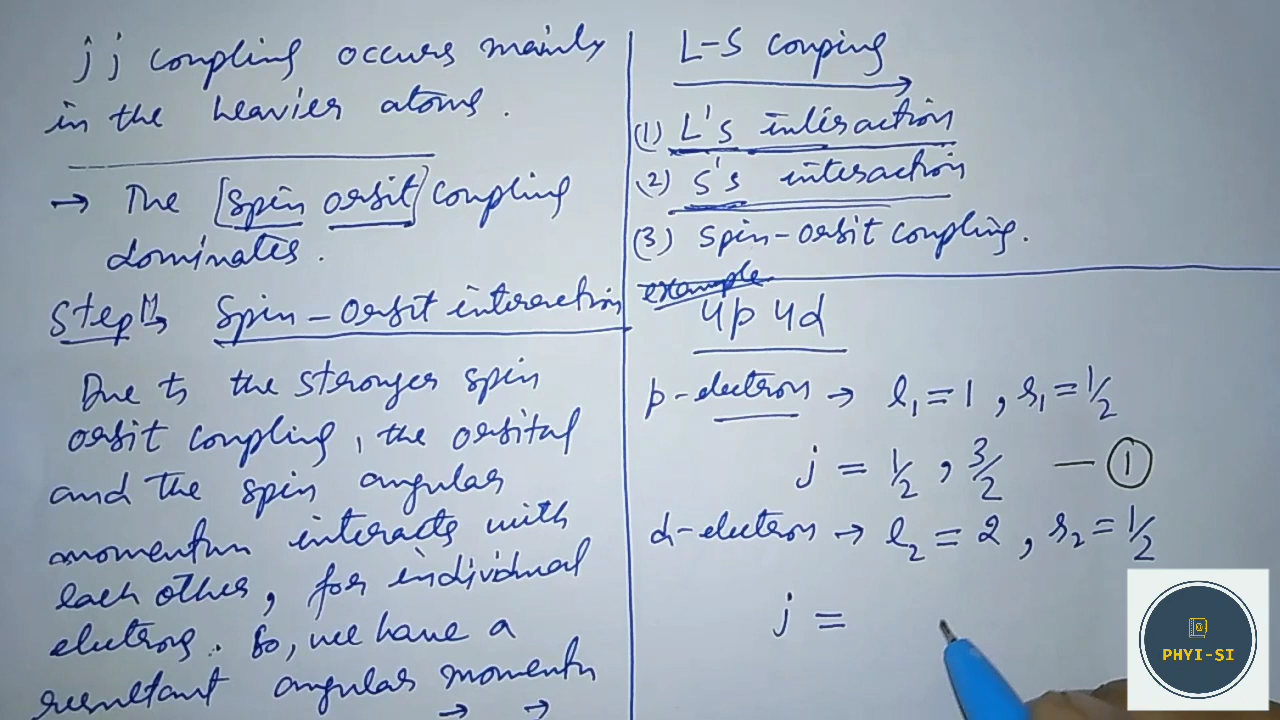 jj coupling occurs mainly
in the heavier atoms.
→ The [spin orbit] coupling
dominates.
Step 1 → Spin-orbit interaction
Due to the stronger spin
orbit coupling, the orbital
and the spin angular
momentum interacts with
each other, for individual
electrons. So, we have a
resultant angular momentu
L-S couping
(1) L's interaction
(2) S's interaction
(3) spin-orbit coupling.
example
4p 4d
p-electron → l₁ = 1, s₁ = 1/2
j = 1/2, 3/2 — ①
d-electron → l₂ = 2, s₂ = 1/2
j =
PHYI-SI